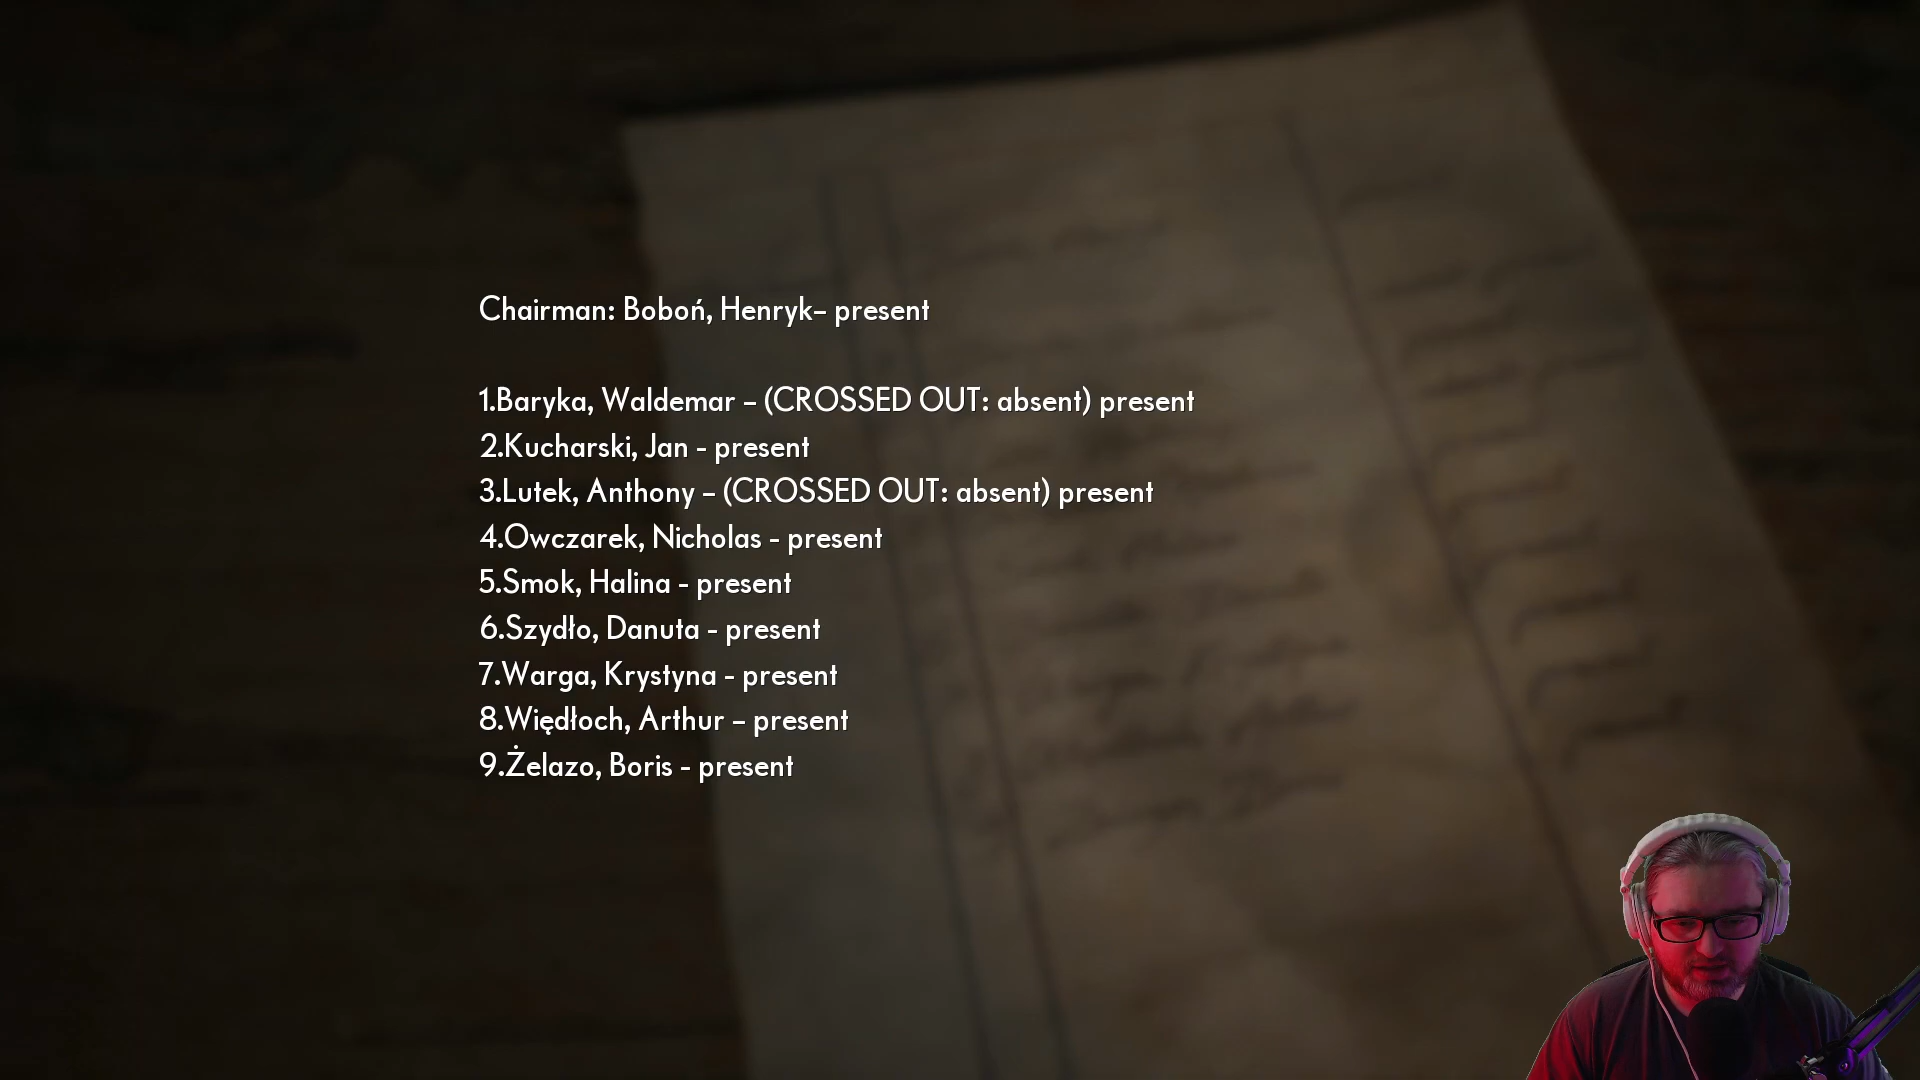 Chairman: Boboń, Henryk– present
1.Baryka, Waldemar – (CROSSED OUT: absent) present
2.Kucharski, Jan - present
3.Lutek, Anthony – (CROSSED OUT: absent) present
4.Owczarek, Nicholas - present
5.Smok, Halina - present
6.Szydło, Danuta - present
7.Warga, Krystyna - present
8.Więdłoch, Arthur – present
9.Żelazo, Boris - present